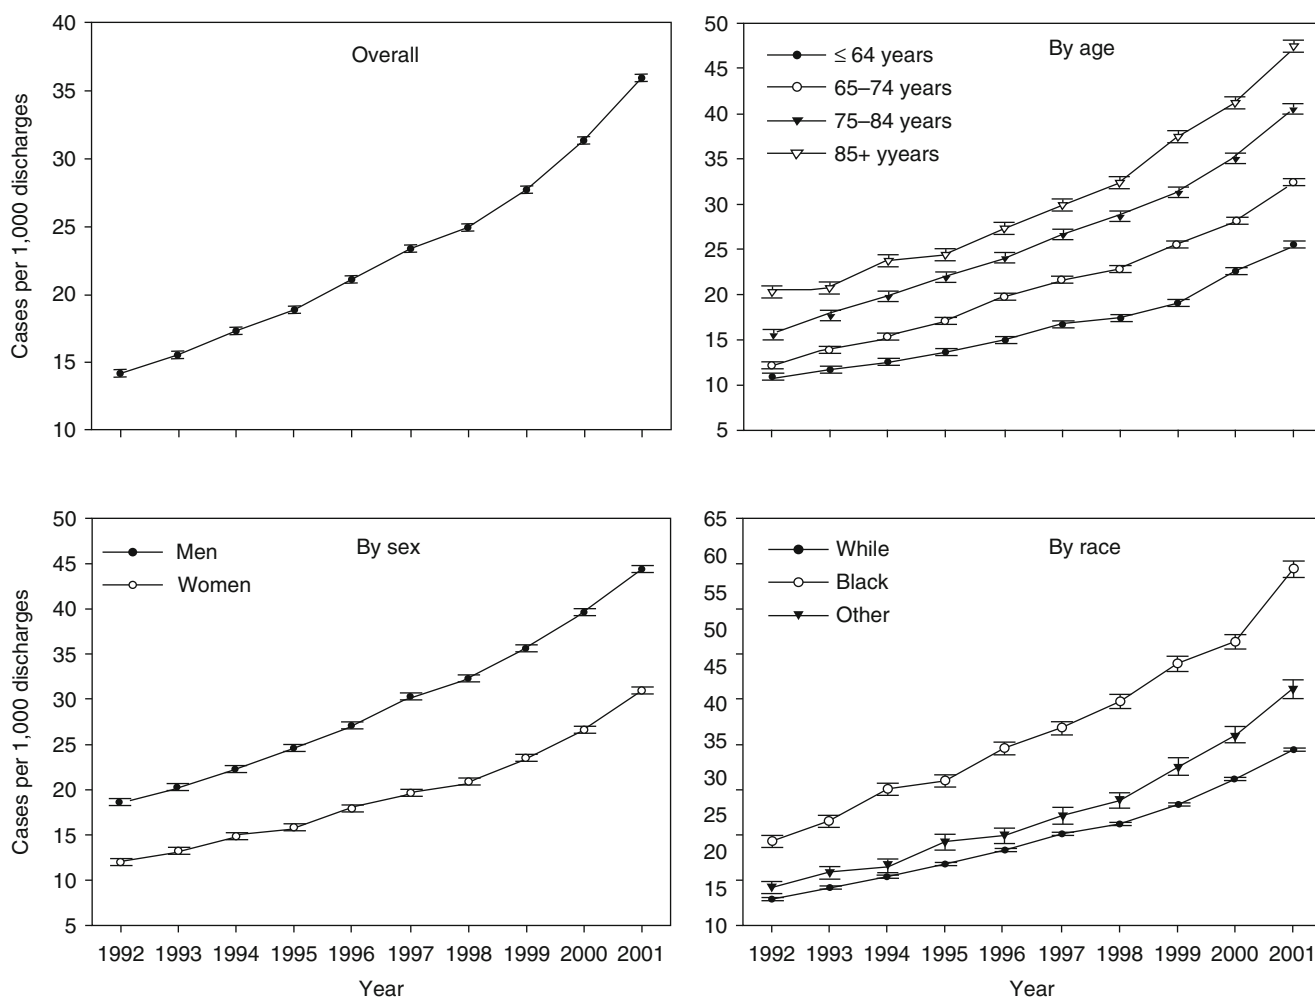 Overall
40
35
30
25
20
15
10
Cases per 1,000 discharges
By age
≤ 64 years
65–74 years
75–84 years
85+ yyears
50
45
40
35
30
25
20
15
10
5
By sex
Men
Women
50
45
40
35
30
25
20
15
10
5
Cases per 1,000 discharges
1992 1993 1994 1995 1996 1997 1998 1999 2000 2001
Year
By race
While
Black
Other
65
60
55
50
45
40
35
30
25
20
15
10
1992 1993 1994 1995 1996 1997 1998 1999 2000 2001
Year